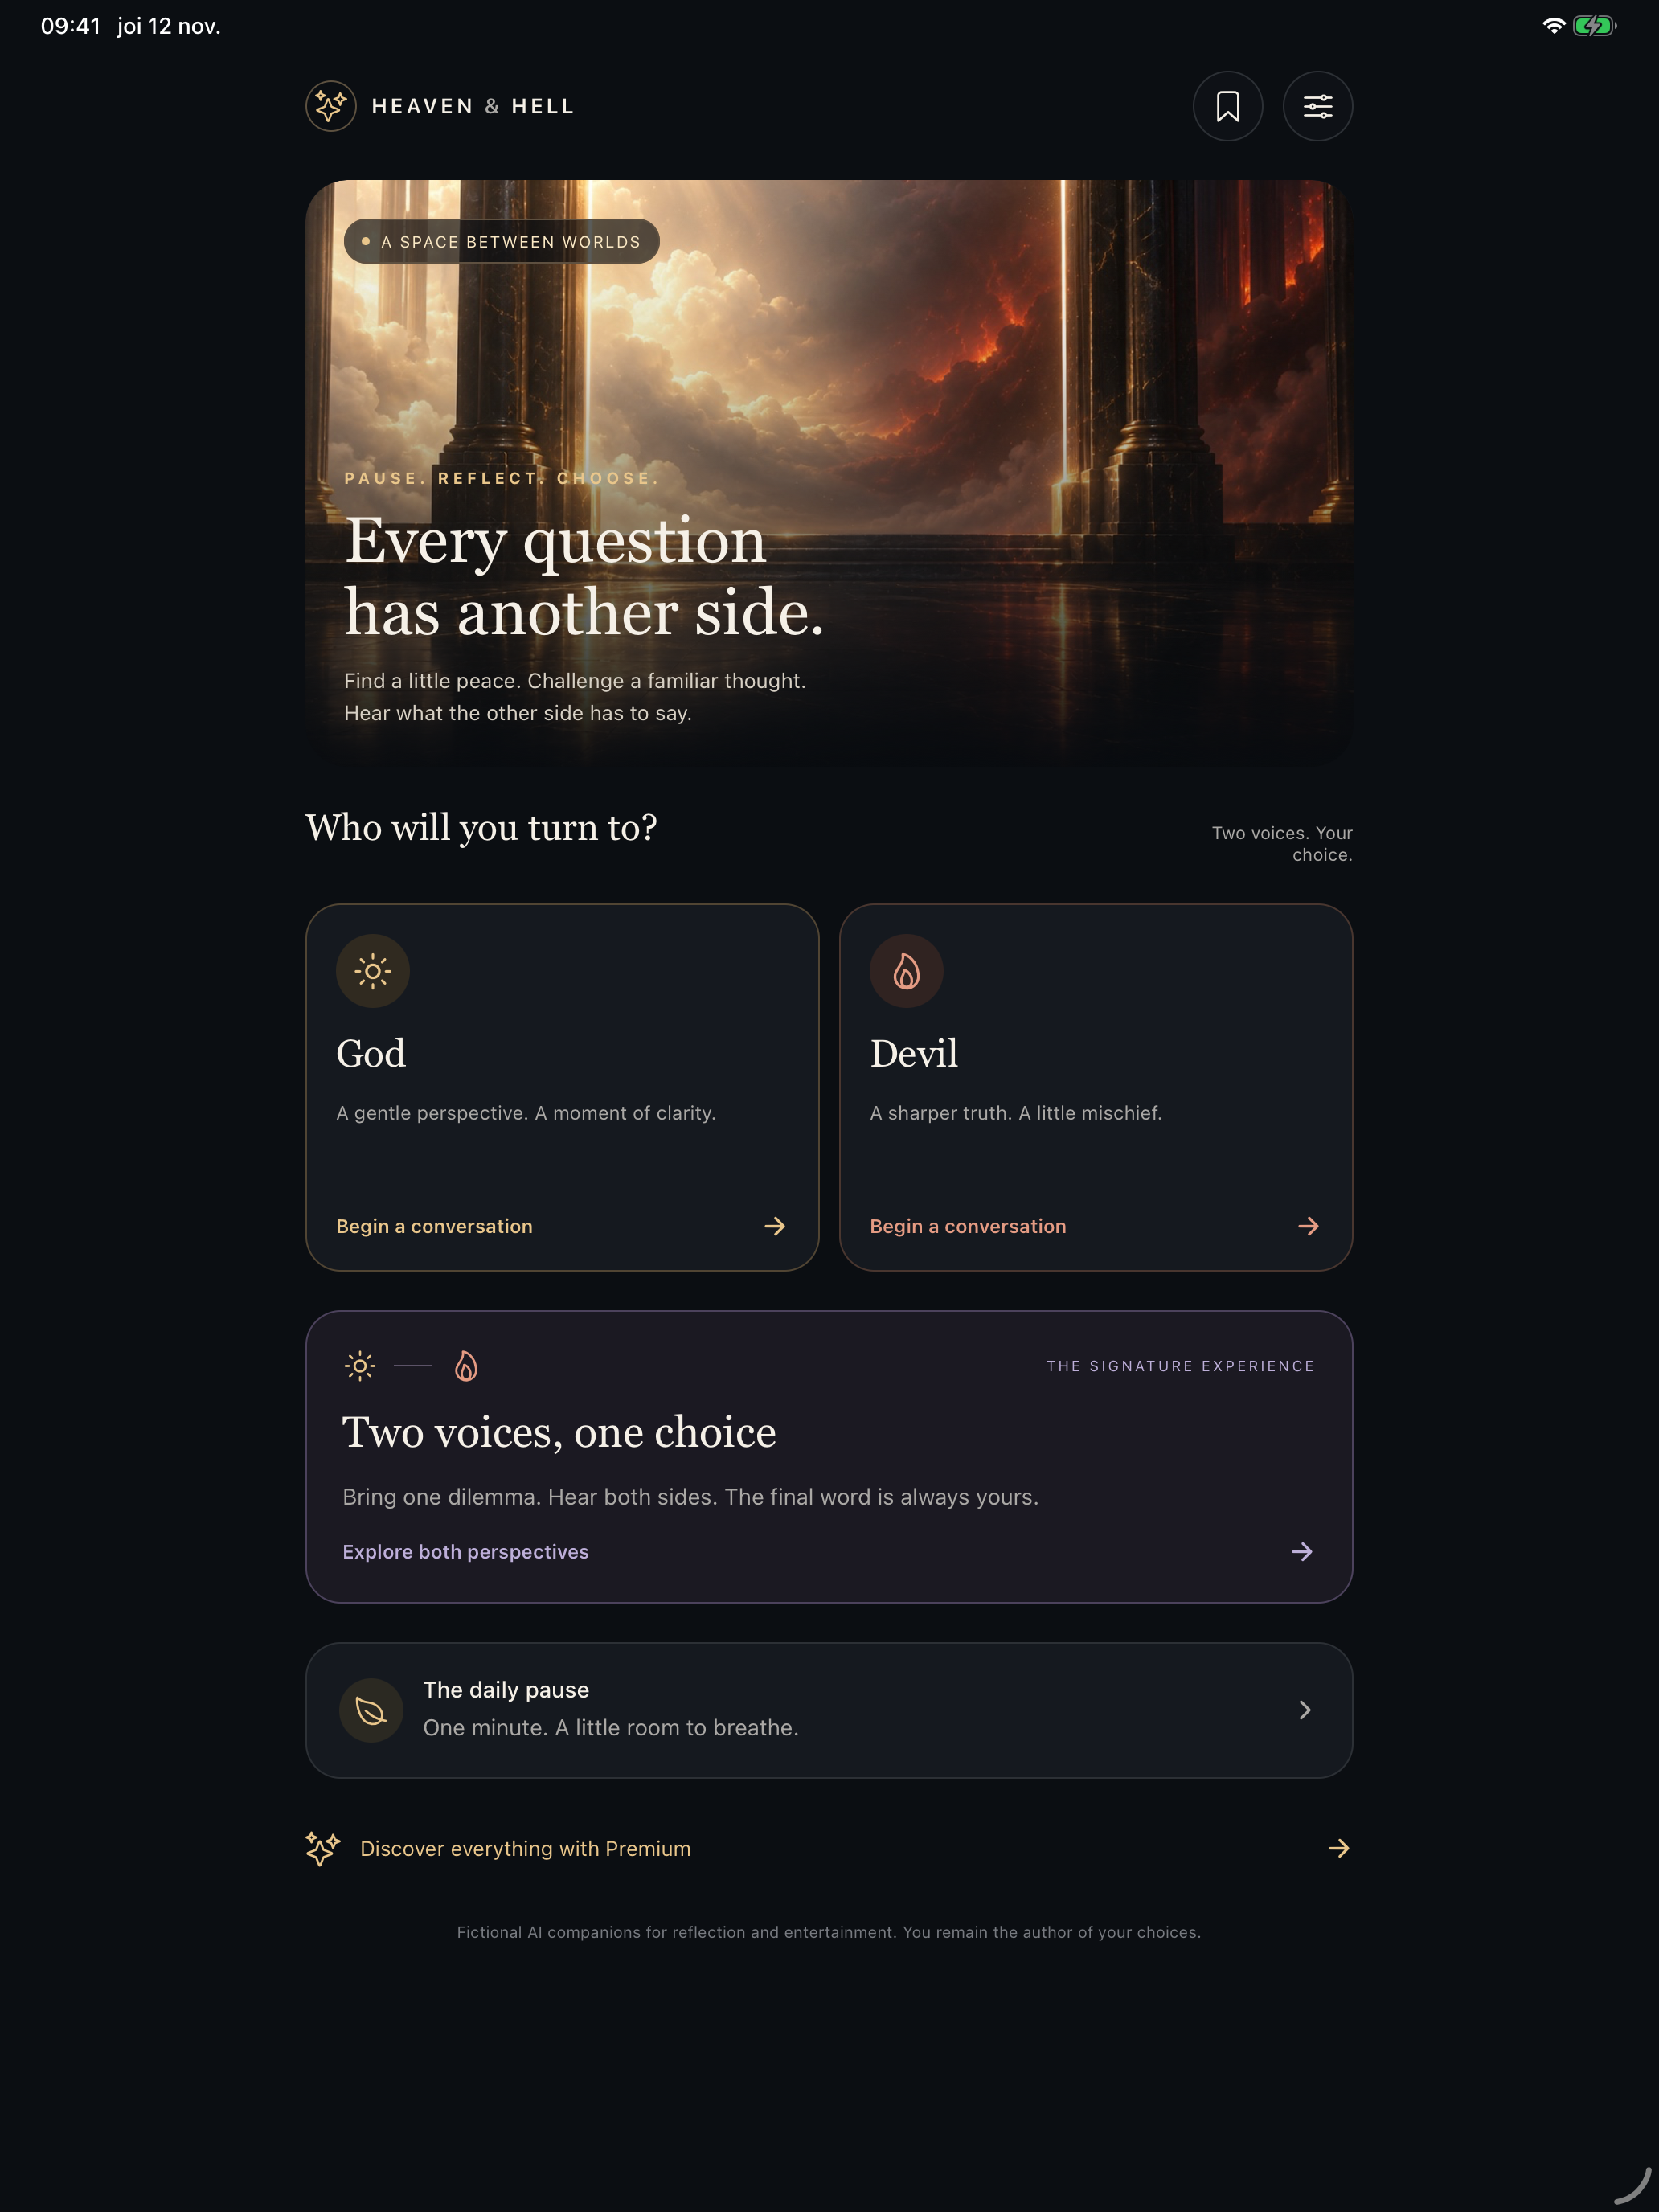 09:41 joi 12 nov.
HEAVEN & HELL
A SPACE BETWEEN WORLDS
PAUSE. REFLECT. CHOOSE.
Every question
has another side.
Find a little peace. Challenge a familiar thought.
Hear what the other side has to say.
Who will you turn to?
Two voices. Your
choice.
God
A gentle perspective. A moment of clarity.
Begin a conversation
Devil
A sharper truth. A little mischief.
Begin a conversation
THE SIGNATURE EXPERIENCE
Two voices, one choice
Bring one dilemma. Hear both sides. The final word is always yours.
Explore both perspectives
The daily pause
One minute. A little room to breathe.
Discover everything with Premium
Fictional AI companions for reflection and entertainment. You remain the author of your choices.